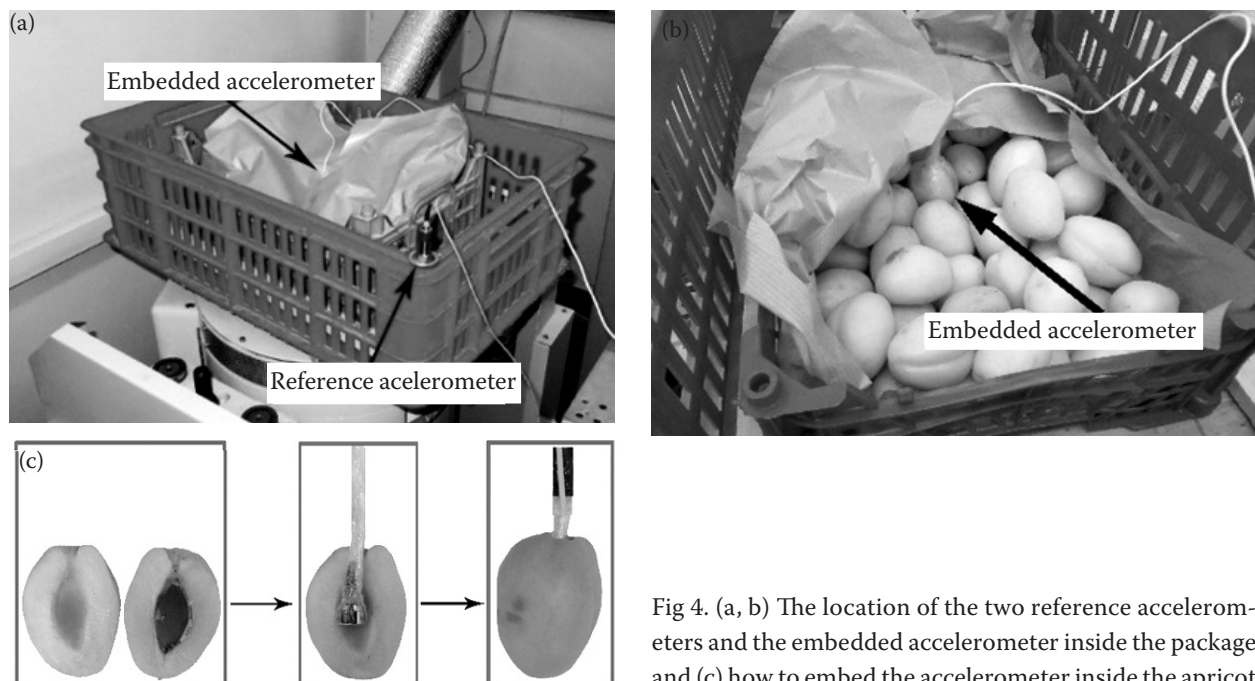 (a)
Embedded accelerometer
Reference acelerometer
(b)
Embedded accelerometer
(c)
Fig 4. (a, b) The location of the two reference accelerom-
eters and the embedded accelerometer inside the package
and (c) how to embed the accelerometer inside the apricot